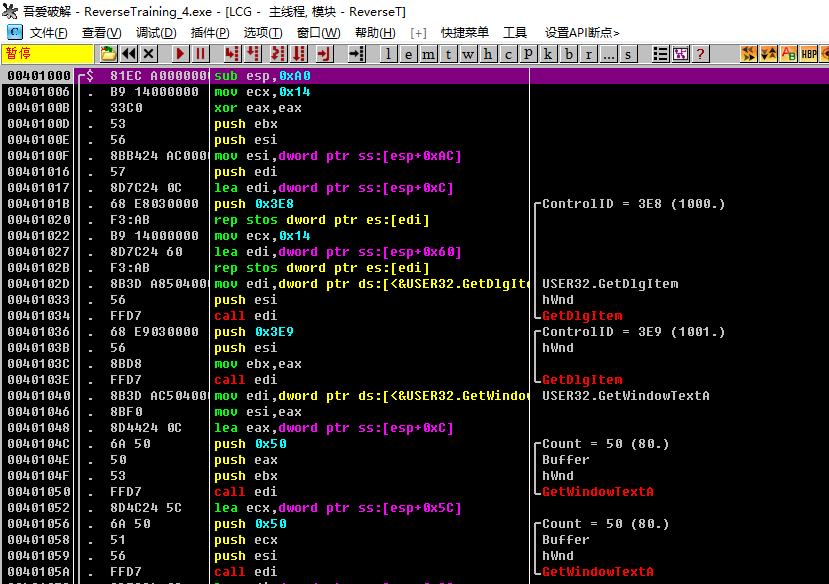 吾爱破解 - ReverseTraining_4.exe - [LCG - 主线程, 模块 - ReverseT]
文件(F) 查看(V) 调试(D) 插件(P) 选项(T) 窗口(W) 帮助(H) [+] 快捷菜单 工具 设置API断点>
暂停 l e m t w h c P k b r ... s ? HBP
00401000 $ 81EC A0000000 sub esp,0xA0
00401006 . B9 14000000 mov ecx,0x14
0040100B . 33C0 xor eax,eax
0040100D . 53 push ebx
0040100E . 56 push esi
0040100F . 8BB424 AC000 mov esi,dword ptr ss:[esp+0xAC]
00401016 . 57 push edi
00401017 . 8D7C24 0C lea edi,dword ptr ss:[esp+0xC]
0040101B . 68 E8030000 push 0x3E8 ControlID = 3E8 (1000.)
00401020 . F3:AB rep stos dword ptr es:[edi]
00401022 . B9 14000000 mov ecx,0x14
00401027 . 8D7C24 60 lea edi,dword ptr ss:[esp+0x60]
0040102B . F3:AB rep stos dword ptr es:[edi]
0040102D . 8B3D A850400 mov edi,dword ptr ds:[<&USER32.GetDlgIte USER32.GetDlgItem
00401033 . 56 push esi hWnd
00401034 . FFD7 call edi GetDlgItem
00401036 . 68 E9030000 push 0x3E9 ControlID = 3E9 (1001.)
0040103B . 56 push esi hWnd
0040103C . 8BD8 mov ebx,eax
0040103E . FFD7 call edi GetDlgItem
00401040 . 8B3D AC50400 mov edi,dword ptr ds:[<&USER32.GetWindow USER32.GetWindowTextA
00401046 . 8BF0 mov esi,eax
00401048 . 8D4424 0C lea eax,dword ptr ss:[esp+0xC]
0040104C . 6A 50 push 0x50 Count = 50 (80.)
0040104E . 50 push eax Buffer
0040104F . 53 push ebx hWnd
00401050 . FFD7 call edi GetWindowTextA
00401052 . 8D4C24 5C lea ecx,dword ptr ss:[esp+0x5C]
00401056 . 6A 50 push 0x50 Count = 50 (80.)
00401058 . 51 push ecx Buffer
00401059 . 56 push esi hWnd
0040105A . FFD7 call edi GetWindowTextA